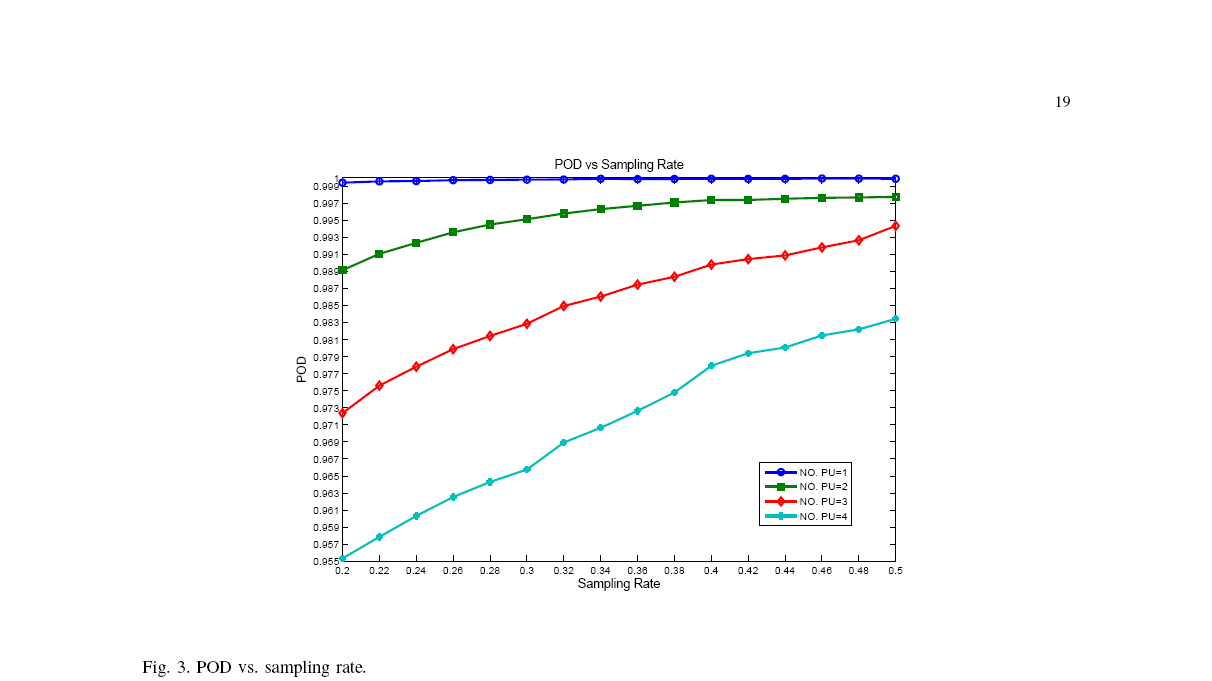 19
POD vs Sampling Rate
1
0.999
0.997
0.995
0.993
0.991
0.989
0.987
0.985
0.983
0.981
0.979
0.977
0.975
0.973
0.971
0.969
0.967
0.965
0.963
0.961
0.959
0.957
0.955
POD
NO. PU=1
NO. PU=2
NO. PU=3
NO. PU=4
0.2 0.22 0.24 0.26 0.28 0.3 0.32 0.34 0.36 0.38 0.4 0.42 0.44 0.46 0.48 0.5
Sampling Rate
Fig. 3. POD vs. sampling rate.